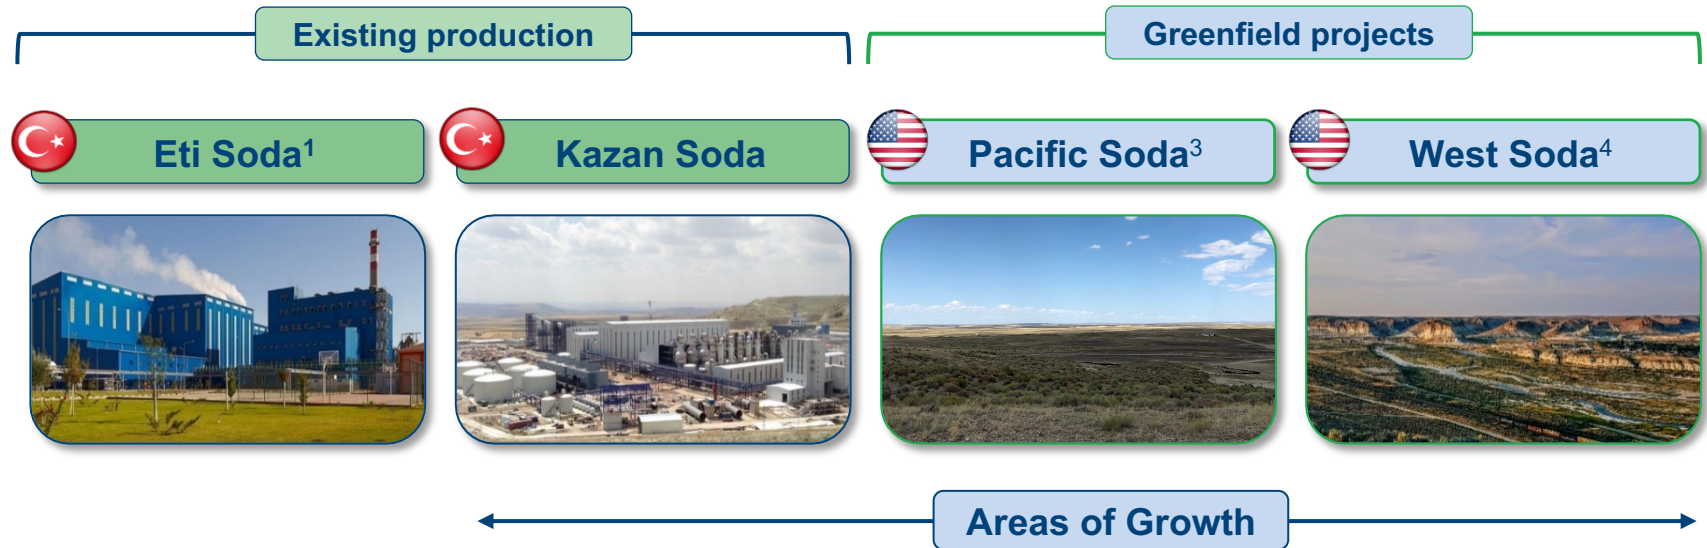 Existing production
Greenfield projects
Eti Soda¹
Kazan Soda
Pacific Soda³
West Soda⁴
Areas of Growth